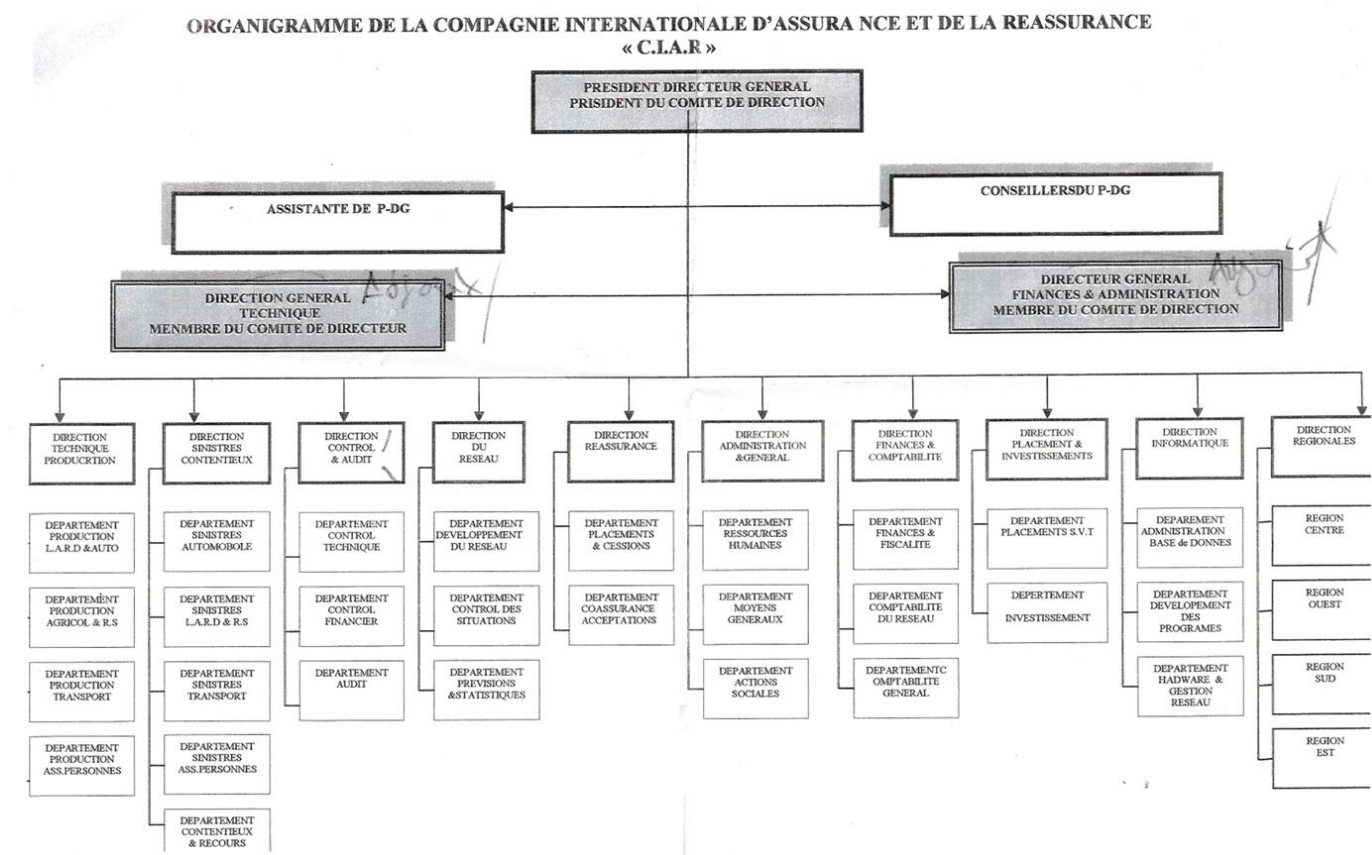 ORGANIGRAMME DE LA COMPAGNIE INTERNATIONALE D'ASSURA NCE ET DE LA REASSURANCE
« C.I.A.R »
PRESIDENT DIRECTEUR GENERAL
PRISIDENT DU COMITE DE DIRECTION
ASSISTANTE DE P-DG
CONSEILLERSDU P-DG
DIRECTION GENERAL
TECHNIQUE
MENMBRE DU COMITE DE DIRECTEUR
DIRECTEUR GENERAL
FINANCES & ADMINISTRATION
MEMBRE DU COMITE DE DIRECTION
DIRECTION
TECHNIQUE
PRODUCRTION
DIRECTION
SINISTRES
CONTENTIEUX
DIRECTION
CONTROL
& AUDIT
DIRECTION
DU
RESEAU
DIRECTION
REASSURANCE
DIRECTION
ADMINISTRATION
&GENERAL
DIRECTION
FINANCES &
COMPTABILITE
DIRECTION
PLACEMENT &
INVESTISSEMENTS
DIRECTION
INFORMATIQUE
DIRECTION
REGIONALES
DEPARTEMENT
PRODUCTION
L.A.R.D &AUTO
DEPARTEMENT
SINISTRES
AUTOMOBOLE
DEPARTEMENT
CONTROL
TECHNIQUE
DEPARTEMENT
DEVELOPPEMENT
DU RESEAU
DEPARTEMENT
PLACEMENTS
& CESSIONS
DEPARTEMENT
RESSOURCES
HUMAINES
DEPARTEMENT
FINANCES &
FISCALITE
DEPARTEMENT
PLACEMENTS S.V.T
DEPAREMENT
ADMNISTRATION
BASE de DONNES
REGION
CENTRE
DEPARTEMENT
PRODUCTION
AGRICOL & R.S
DEPARTEMENT
SINISTRES
L.A.R.D & R.S
DEPARTEMENT
CONTROL
FINANCIER
DEPARTEMENT
CONTROL DES
SITUATIONS
DEPARTEMENT
COASSURANCE
ACCEPTATIONS
DEPARTEMENT
MOYENS
GENERAUX
DEPARTEMENT
COMPTABILITE
DU RESEAU
DEPERTEMENT
INVESTISSEMENT
DEPARTEMENT
DEVELOPEMENT
DES
PROGRAMES
REGION
OUEST
DEPARTEMENT
PRODUCTION
TRANSPORT
DEPARTEMENT
SINISTRES
TRANSPORT
DEPARTEMENT
AUDIT
DEPARTEMENT
PREVISIONS
&STATISTIQUES
DEPARTEMENT
ACTIONS
SOCIALES
DEPARTEMENTC
OMPTABILITE
GENERAL
DEPARTEMENT
HADWARE &
GESTION
RESEAU
REGION
SUD
DEPARTEMENT
PRODUCTION
ASS.PERSONNES
DEPARTEMENT
SINISTRES
ASS.PERSONNES
REGION
EST
DEPARTEMENT
CONTENTIEUX
& RECOURS